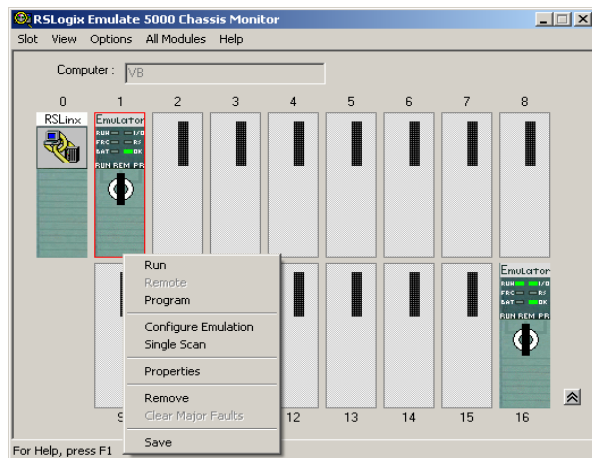 RSLogix Emulate 5000 Chassis Monitor
Slot View Options All Modules Help
Computer : VB
0 1 2 3 4 5 6 7 8
RSLinx Emulator
RUN I/O
FRC RS
BAT OK
RUN REM PR
Run
Remote
Program
Configure Emulation
Single Scan
Properties
Remove
Clear Major Faults
Save
Emulator
RUN I/O
FRC RS
BAT OK
RUN REM PR
9 12 13 14 15 16
For Help, press F1